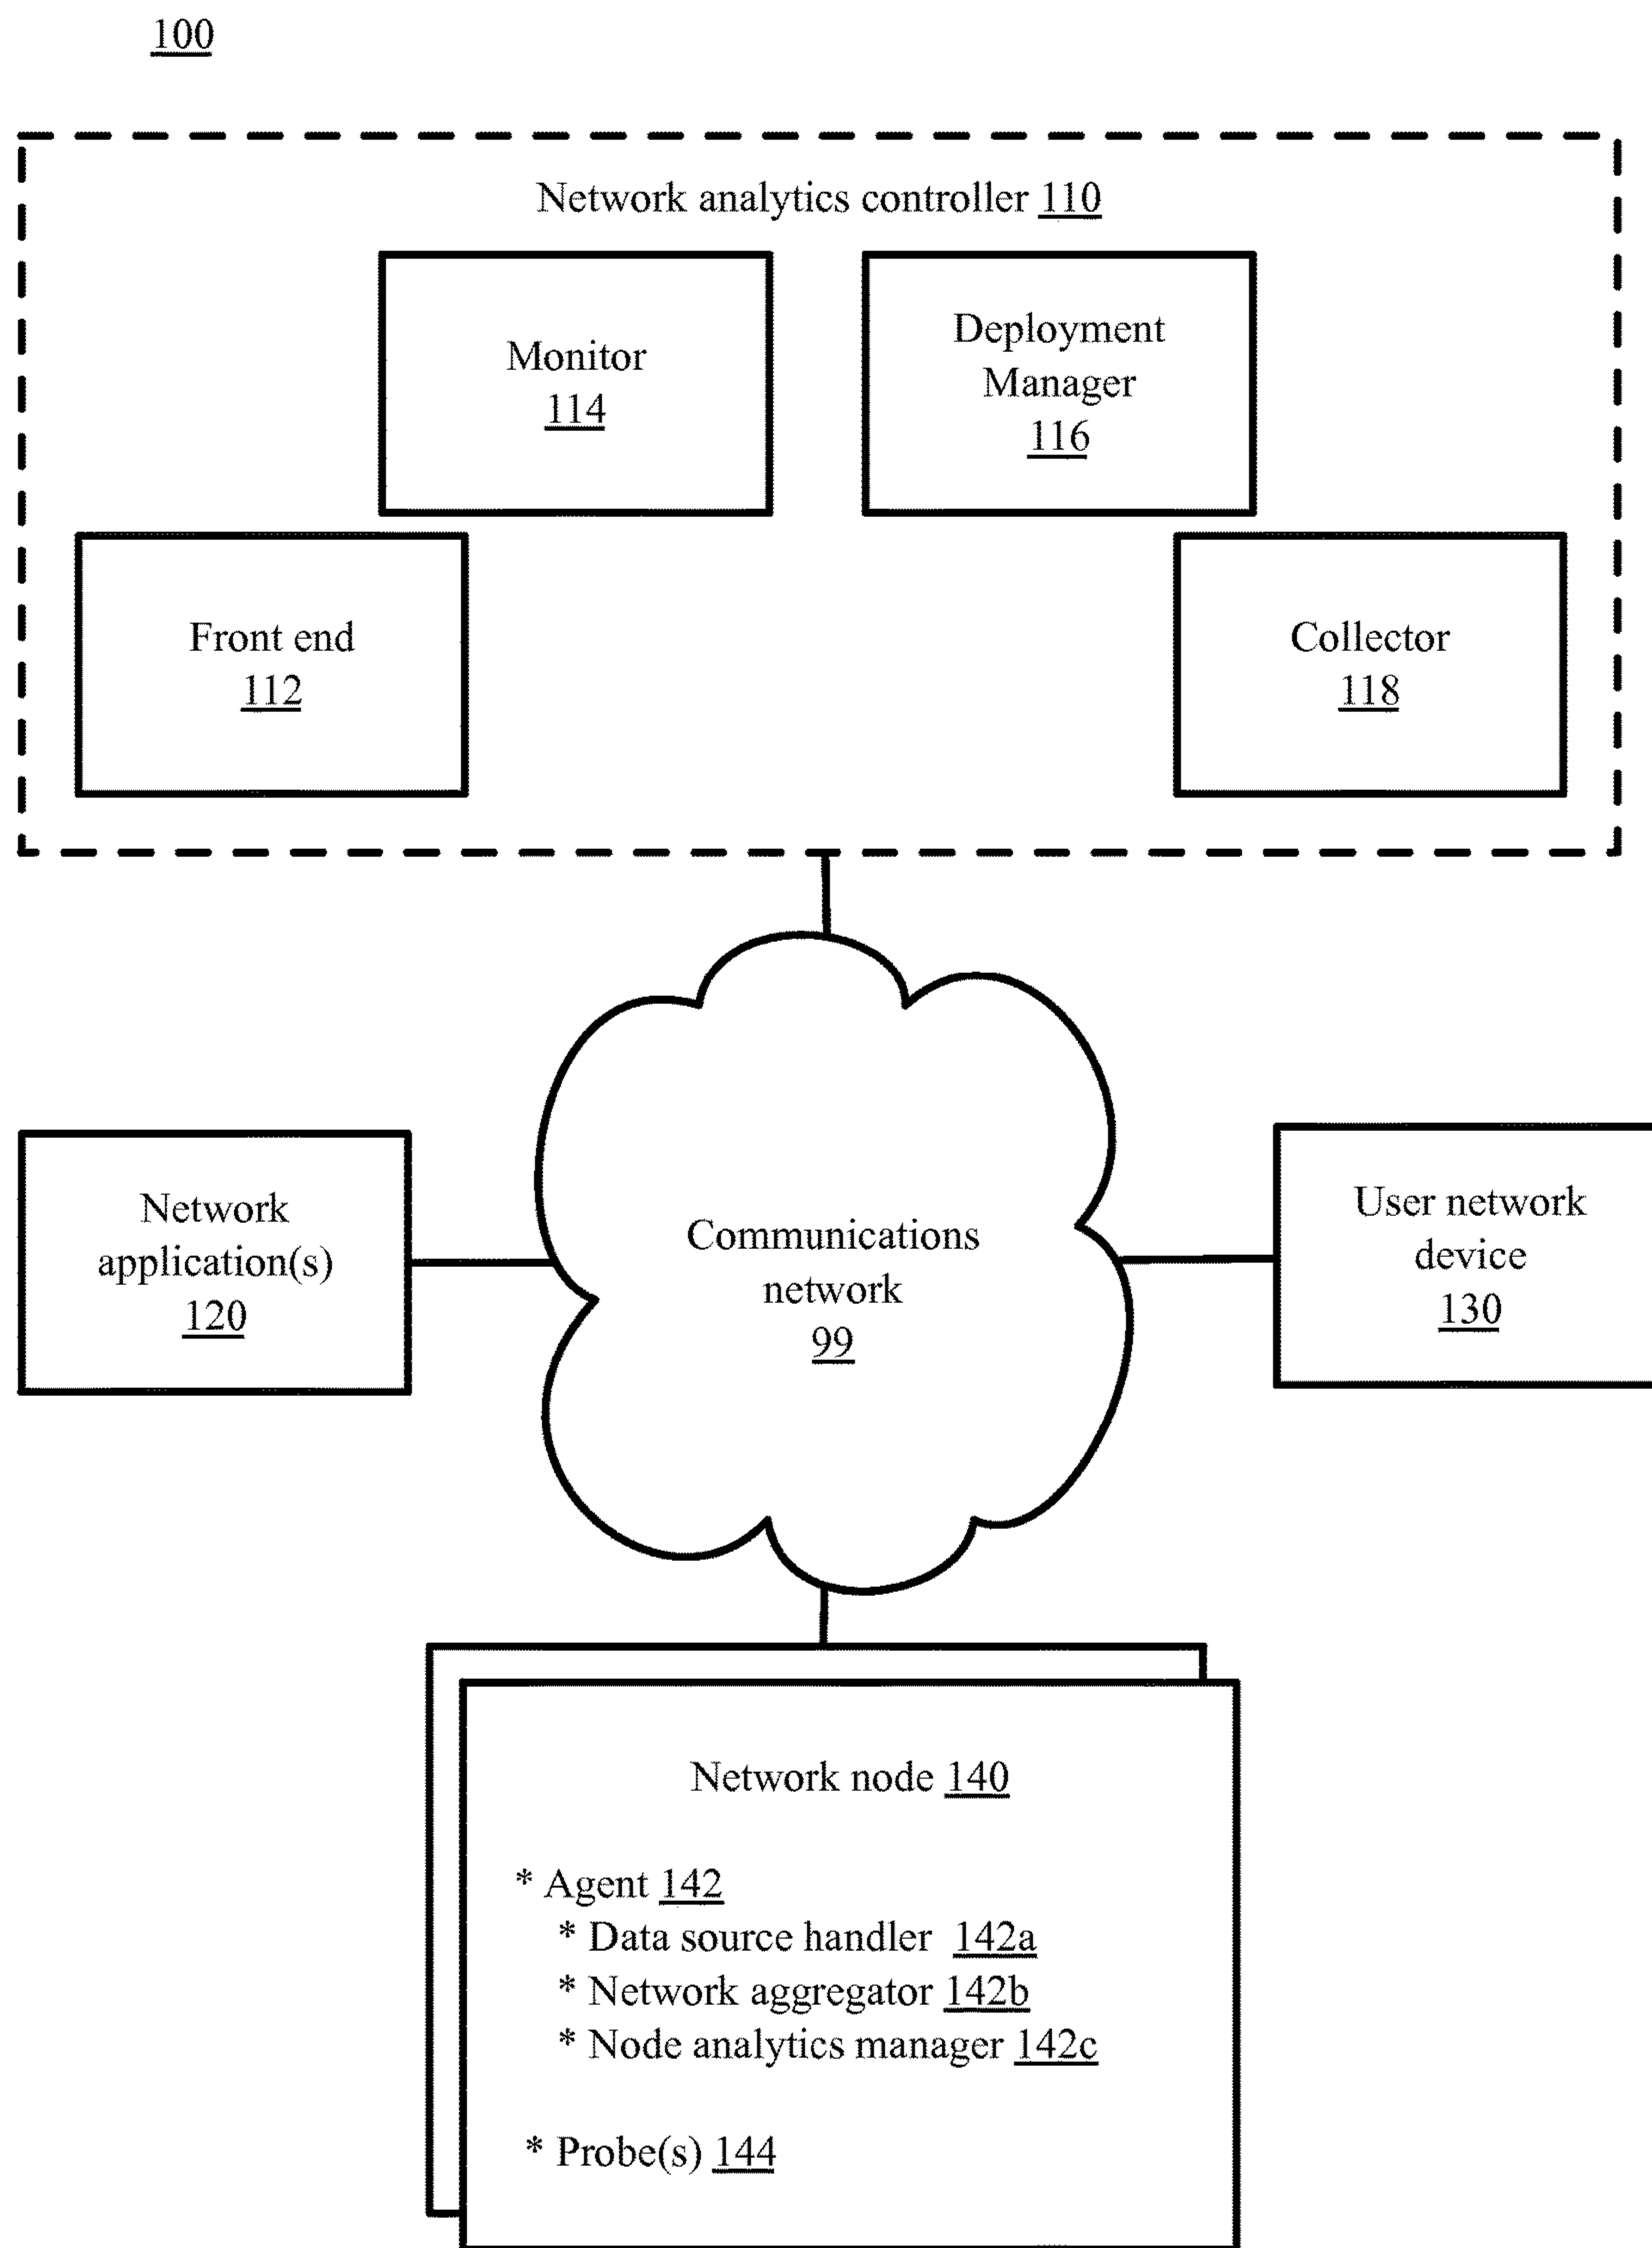 100
Network analytics controller 110
Monitor
114
Deployment
Manager
116
Front end
112
Collector
118
Network
application(s)
120
Communications
network
99
User network
device
130
Network node 140
* Agent 142
* Data source handler 142a
* Network aggregator 142b
* Node analytics manager 142c
* Probe(s) 144